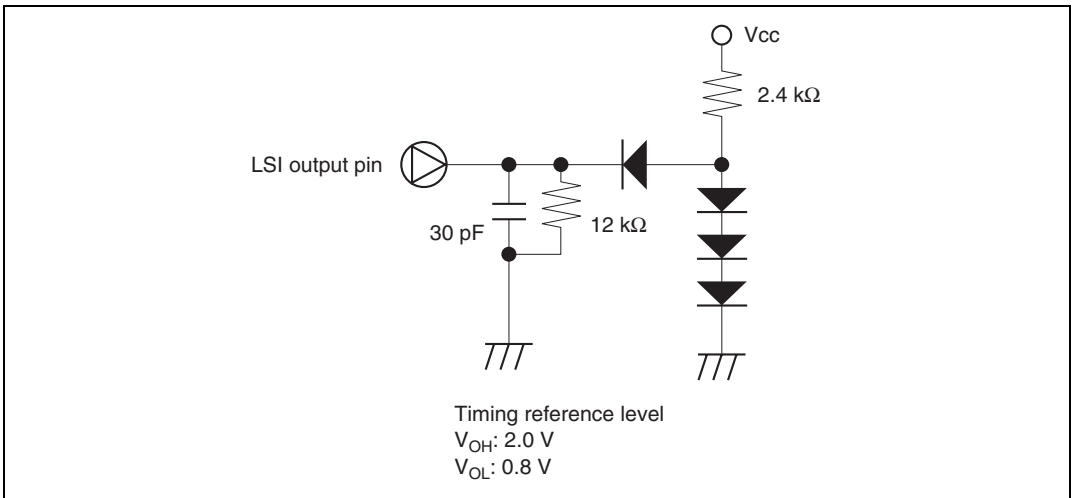 Vcc
2.4 kΩ
LSI output pin
30 pF
12 kΩ
Timing reference level
V_OH: 2.0 V
V_OL: 0.8 V